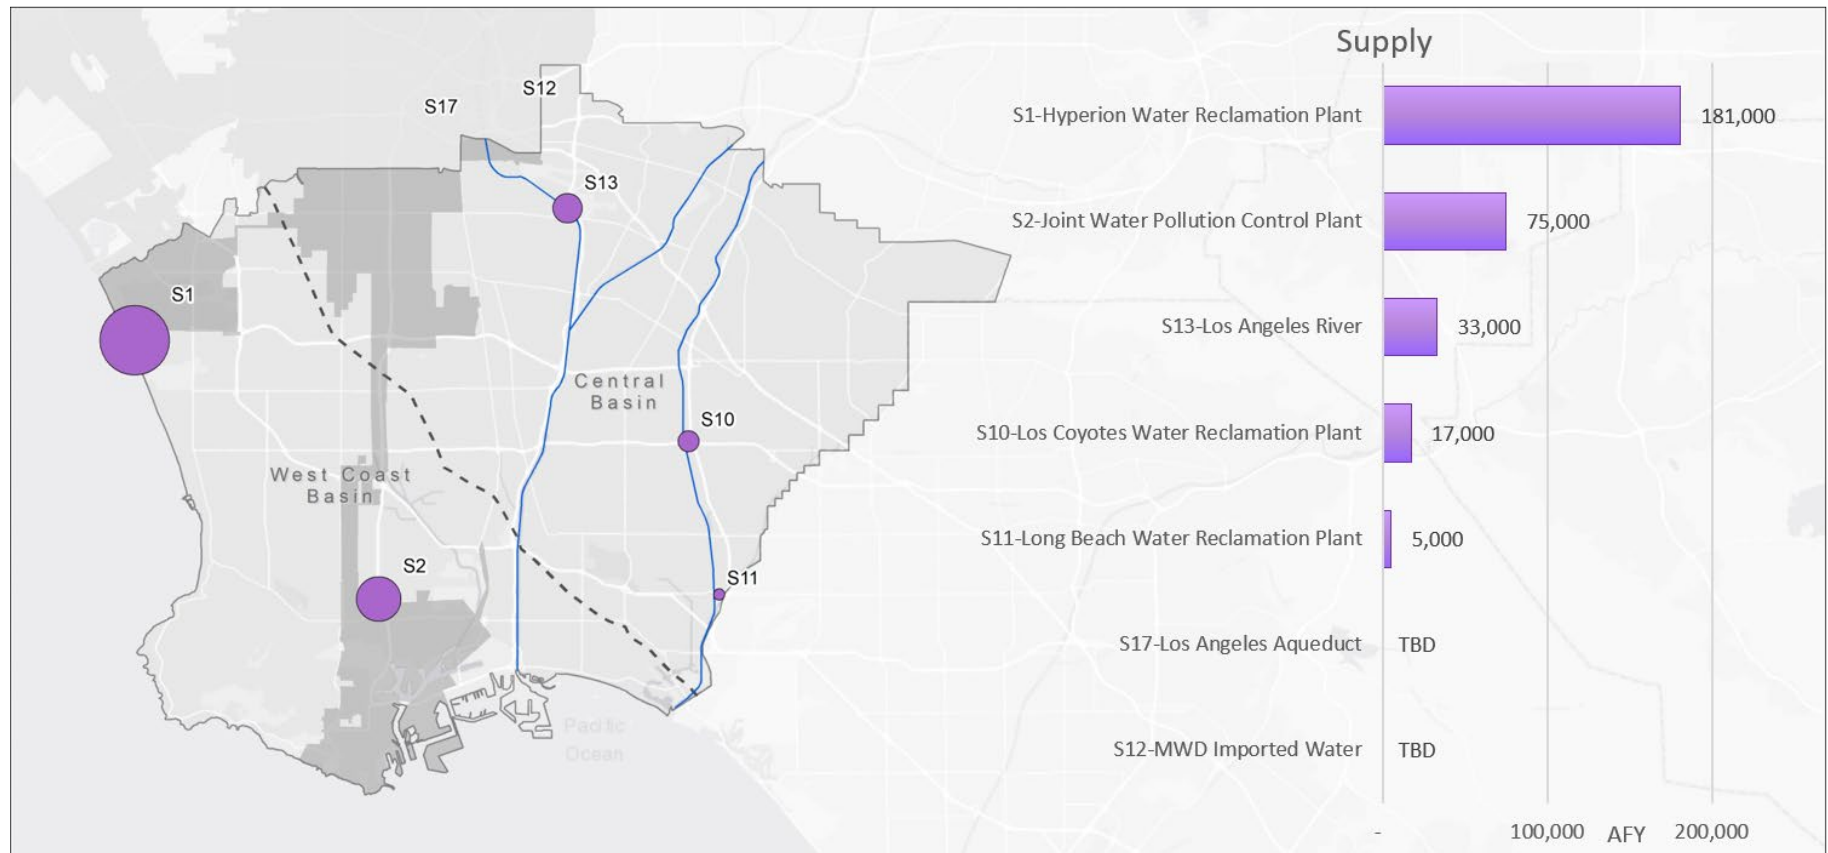 S12
S17
S13
S1
Central
Basin
S10
West Coast
Basin
S2
S11
Pacific
Ocean
Supply
S1-Hyperion Water Reclamation Plant 181,000
S2-Joint Water Pollution Control Plant 75,000
S13-Los Angeles River 33,000
S10-Los Coyotes Water Reclamation Plant 17,000
S11-Long Beach Water Reclamation Plant 5,000
S17-Los Angeles Aqueduct TBD
S12-MWD Imported Water TBD
- 100,000 AFY 200,000